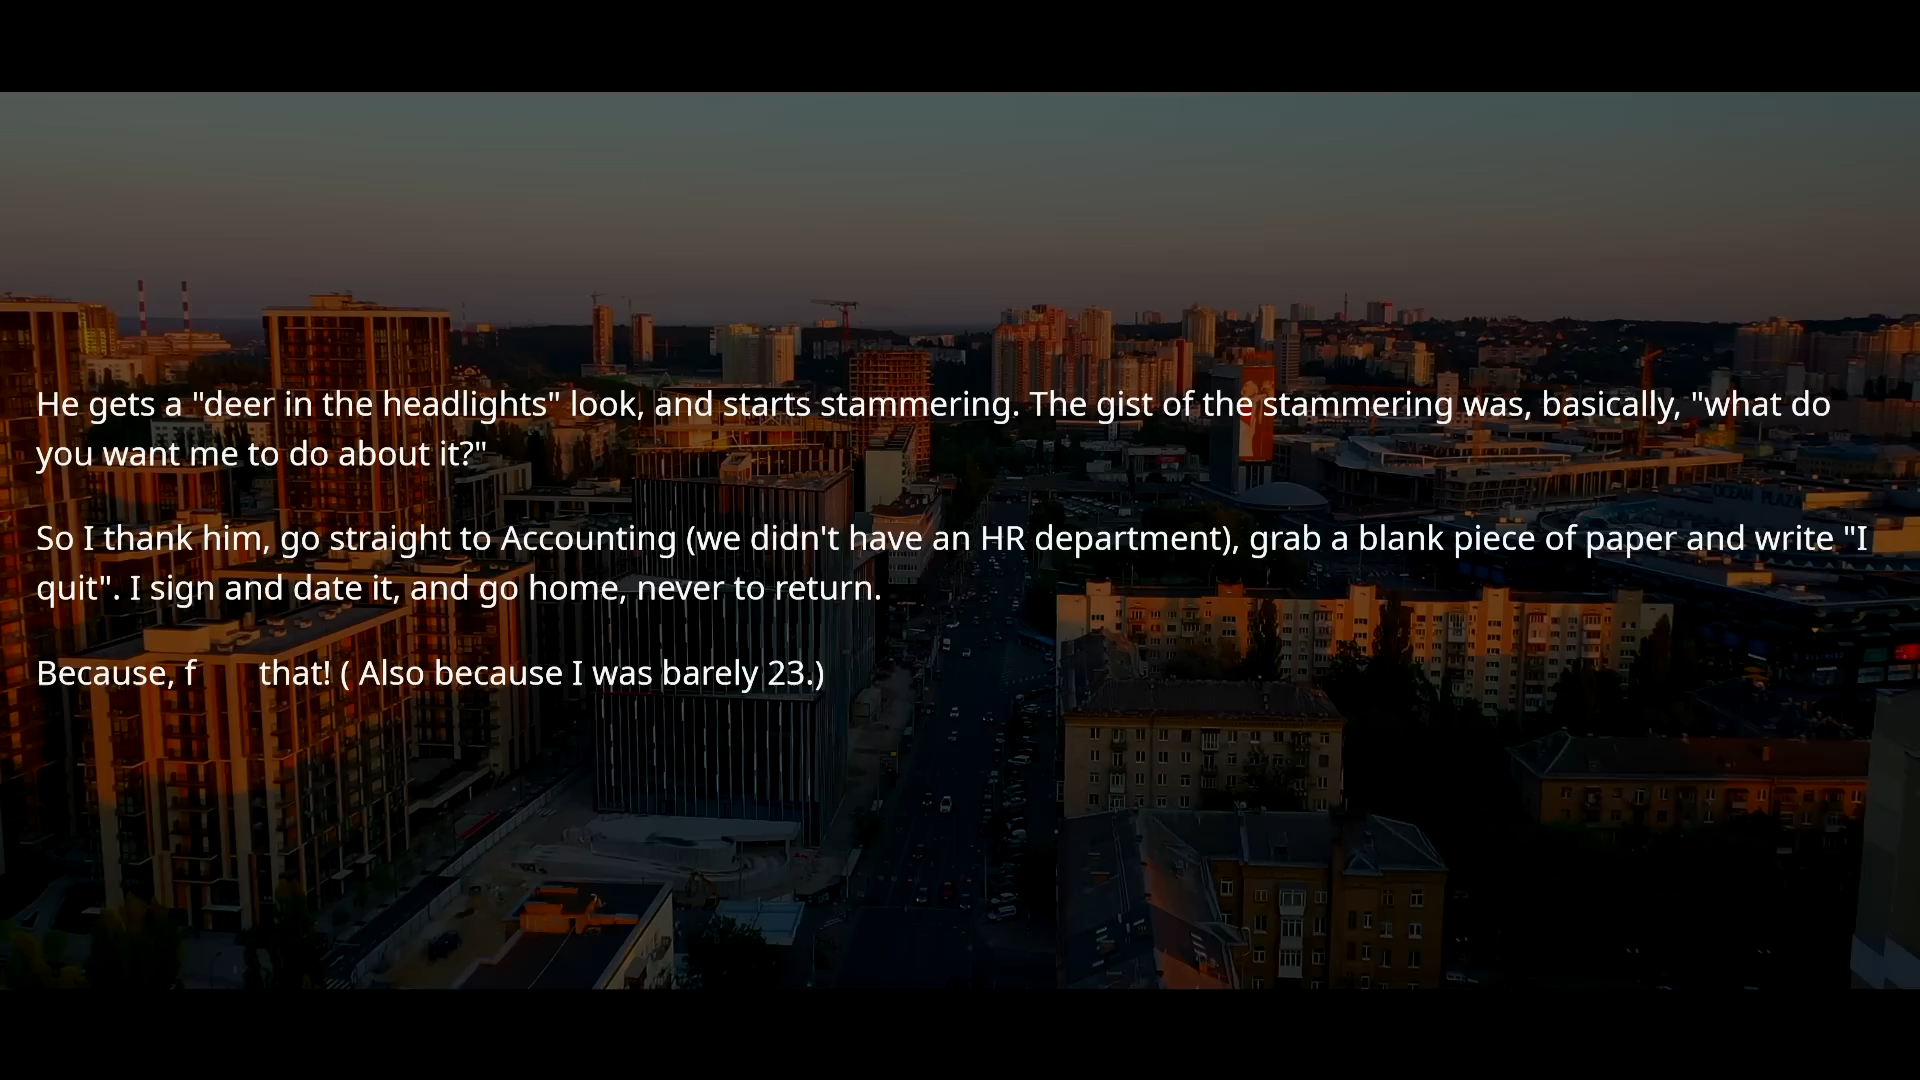 He gets a "deer in the headlights" look, and starts stammering. The gist of the stammering was, basically, "what do
you want me to do about it?"
So I thank him, go straight to Accounting (we didn't have an HR department), grab a blank piece of paper and write "I
quit". I sign and date it, and go home, never to return.
Because, f that! ( Also because I was barely 23.)
OCEAN PLAZA